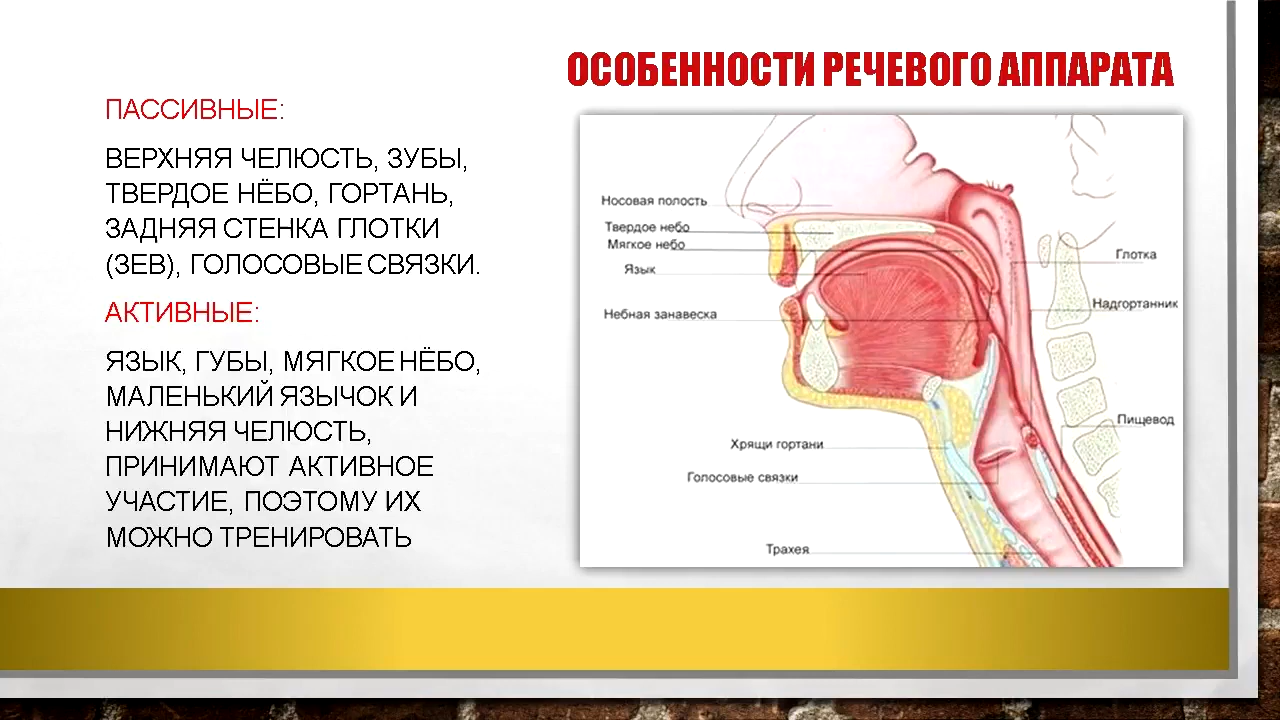 ОСОБЕННОСТИ РЕЧЕВОГО АППАРАТА
ПАССИВНЫЕ:
ВЕРХНЯЯ ЧЕЛЮСТЬ, ЗУБЫ,
ТВЕРДОЕ НЁБО, ГОРТАНЬ,
ЗАДНЯЯ СТЕНКА ГЛОТКИ
(ЗЕВ), ГОЛОСОВЫЕ СВЯЗКИ.
АКТИВНЫЕ:
ЯЗЫК, ГУБЫ, МЯГКОЕ НЁБО,
МАЛЕНЬКИЙ ЯЗЫЧОК И
НИЖНЯЯ ЧЕЛЮСТЬ,
ПРИНИМАЮТ АКТИВНОЕ
УЧАСТИЕ, ПОЭТОМУ ИХ
МОЖНО ТРЕНИРОВАТЬ
Носовая полость
Твердое небо
Мягкое небо
Язык
Небная занавеска
Хрящи гортани
Голосовые связки
Трахея
Глотка
Надгортанник
Пищевод